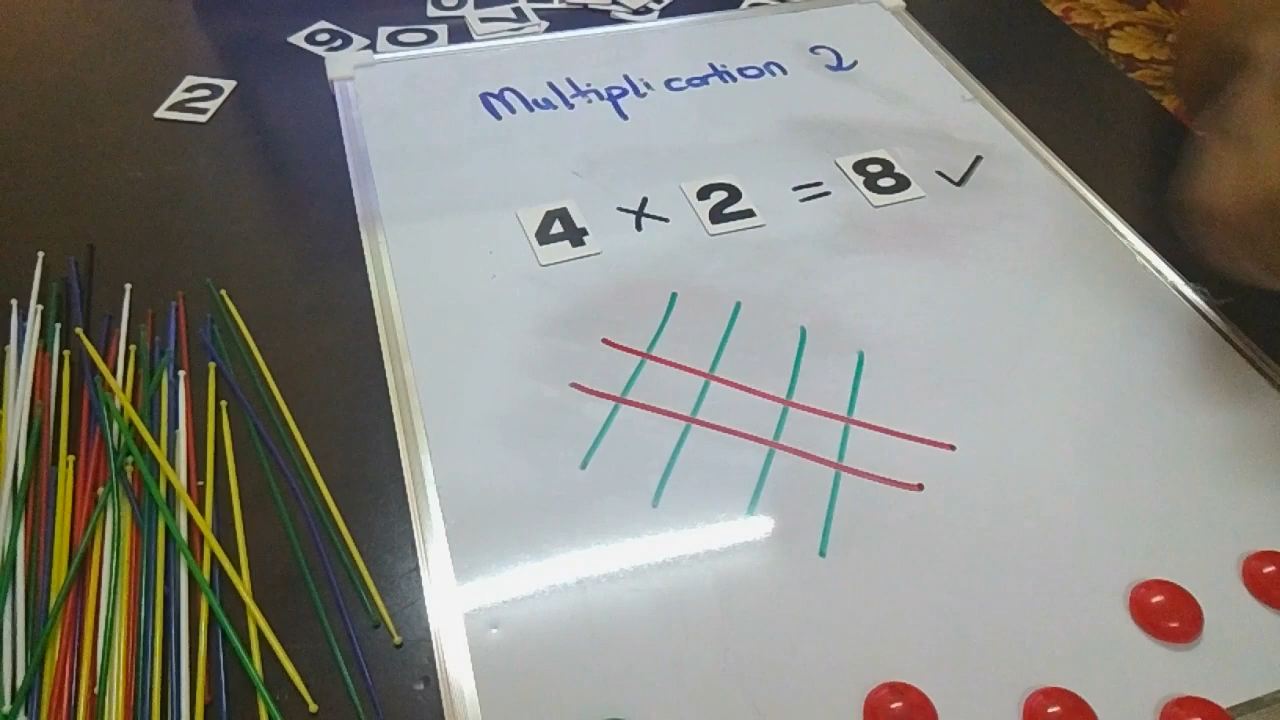 9 0
2
Multiplication 2
4 × 2 = 8 ✓